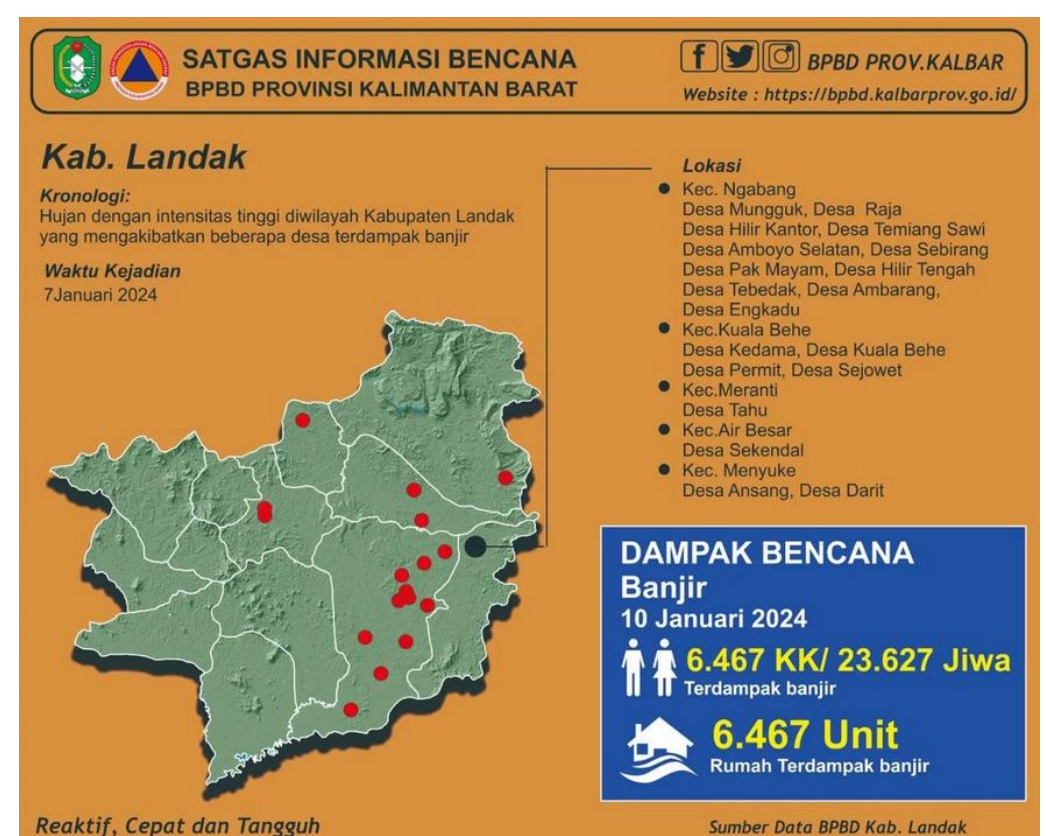 SATGAS INFORMASI BENCANA
BPBD PROVINSI KALIMANTAN BARAT
BPBD PROV.KALBAR
Website : https://bpbd.kalbarprov.go.id/
Kab. Landak
Kronologi:
Hujan dengan intensitas tinggi diwilayah Kabupaten Landak
yang mengakibatkan beberapa desa terdampak banjir
Waktu Kejadian
7Januari 2024
Lokasi
Kec. Ngabang
Desa Mungguk, Desa Raja
Desa Hilir Kantor, Desa Temiang Sawi
Desa Amboyo Selatan, Desa Sebirang
Desa Pak Mayam, Desa Hilir Tengah
Desa Tebedak, Desa Ambarang,
Desa Engkadu
Kec.Kuala Behe
Desa Kedama, Desa Kuala Behe
Desa Permit, Desa Sejowet
Kec.Meranti
Desa Tahu
Kec.Air Besar
Desa Sekendal
Kec. Menyuke
Desa Ansang, Desa Darit
DAMPAK BENCANA
Banjir
10 Januari 2024
6.467 KK/ 23.627 Jiwa
Terdampak banjir
6.467 Unit
Rumah Terdampak banjir
Reaktif, Cepat dan Tangguh
Sumber Data BPBD Kab. Landak